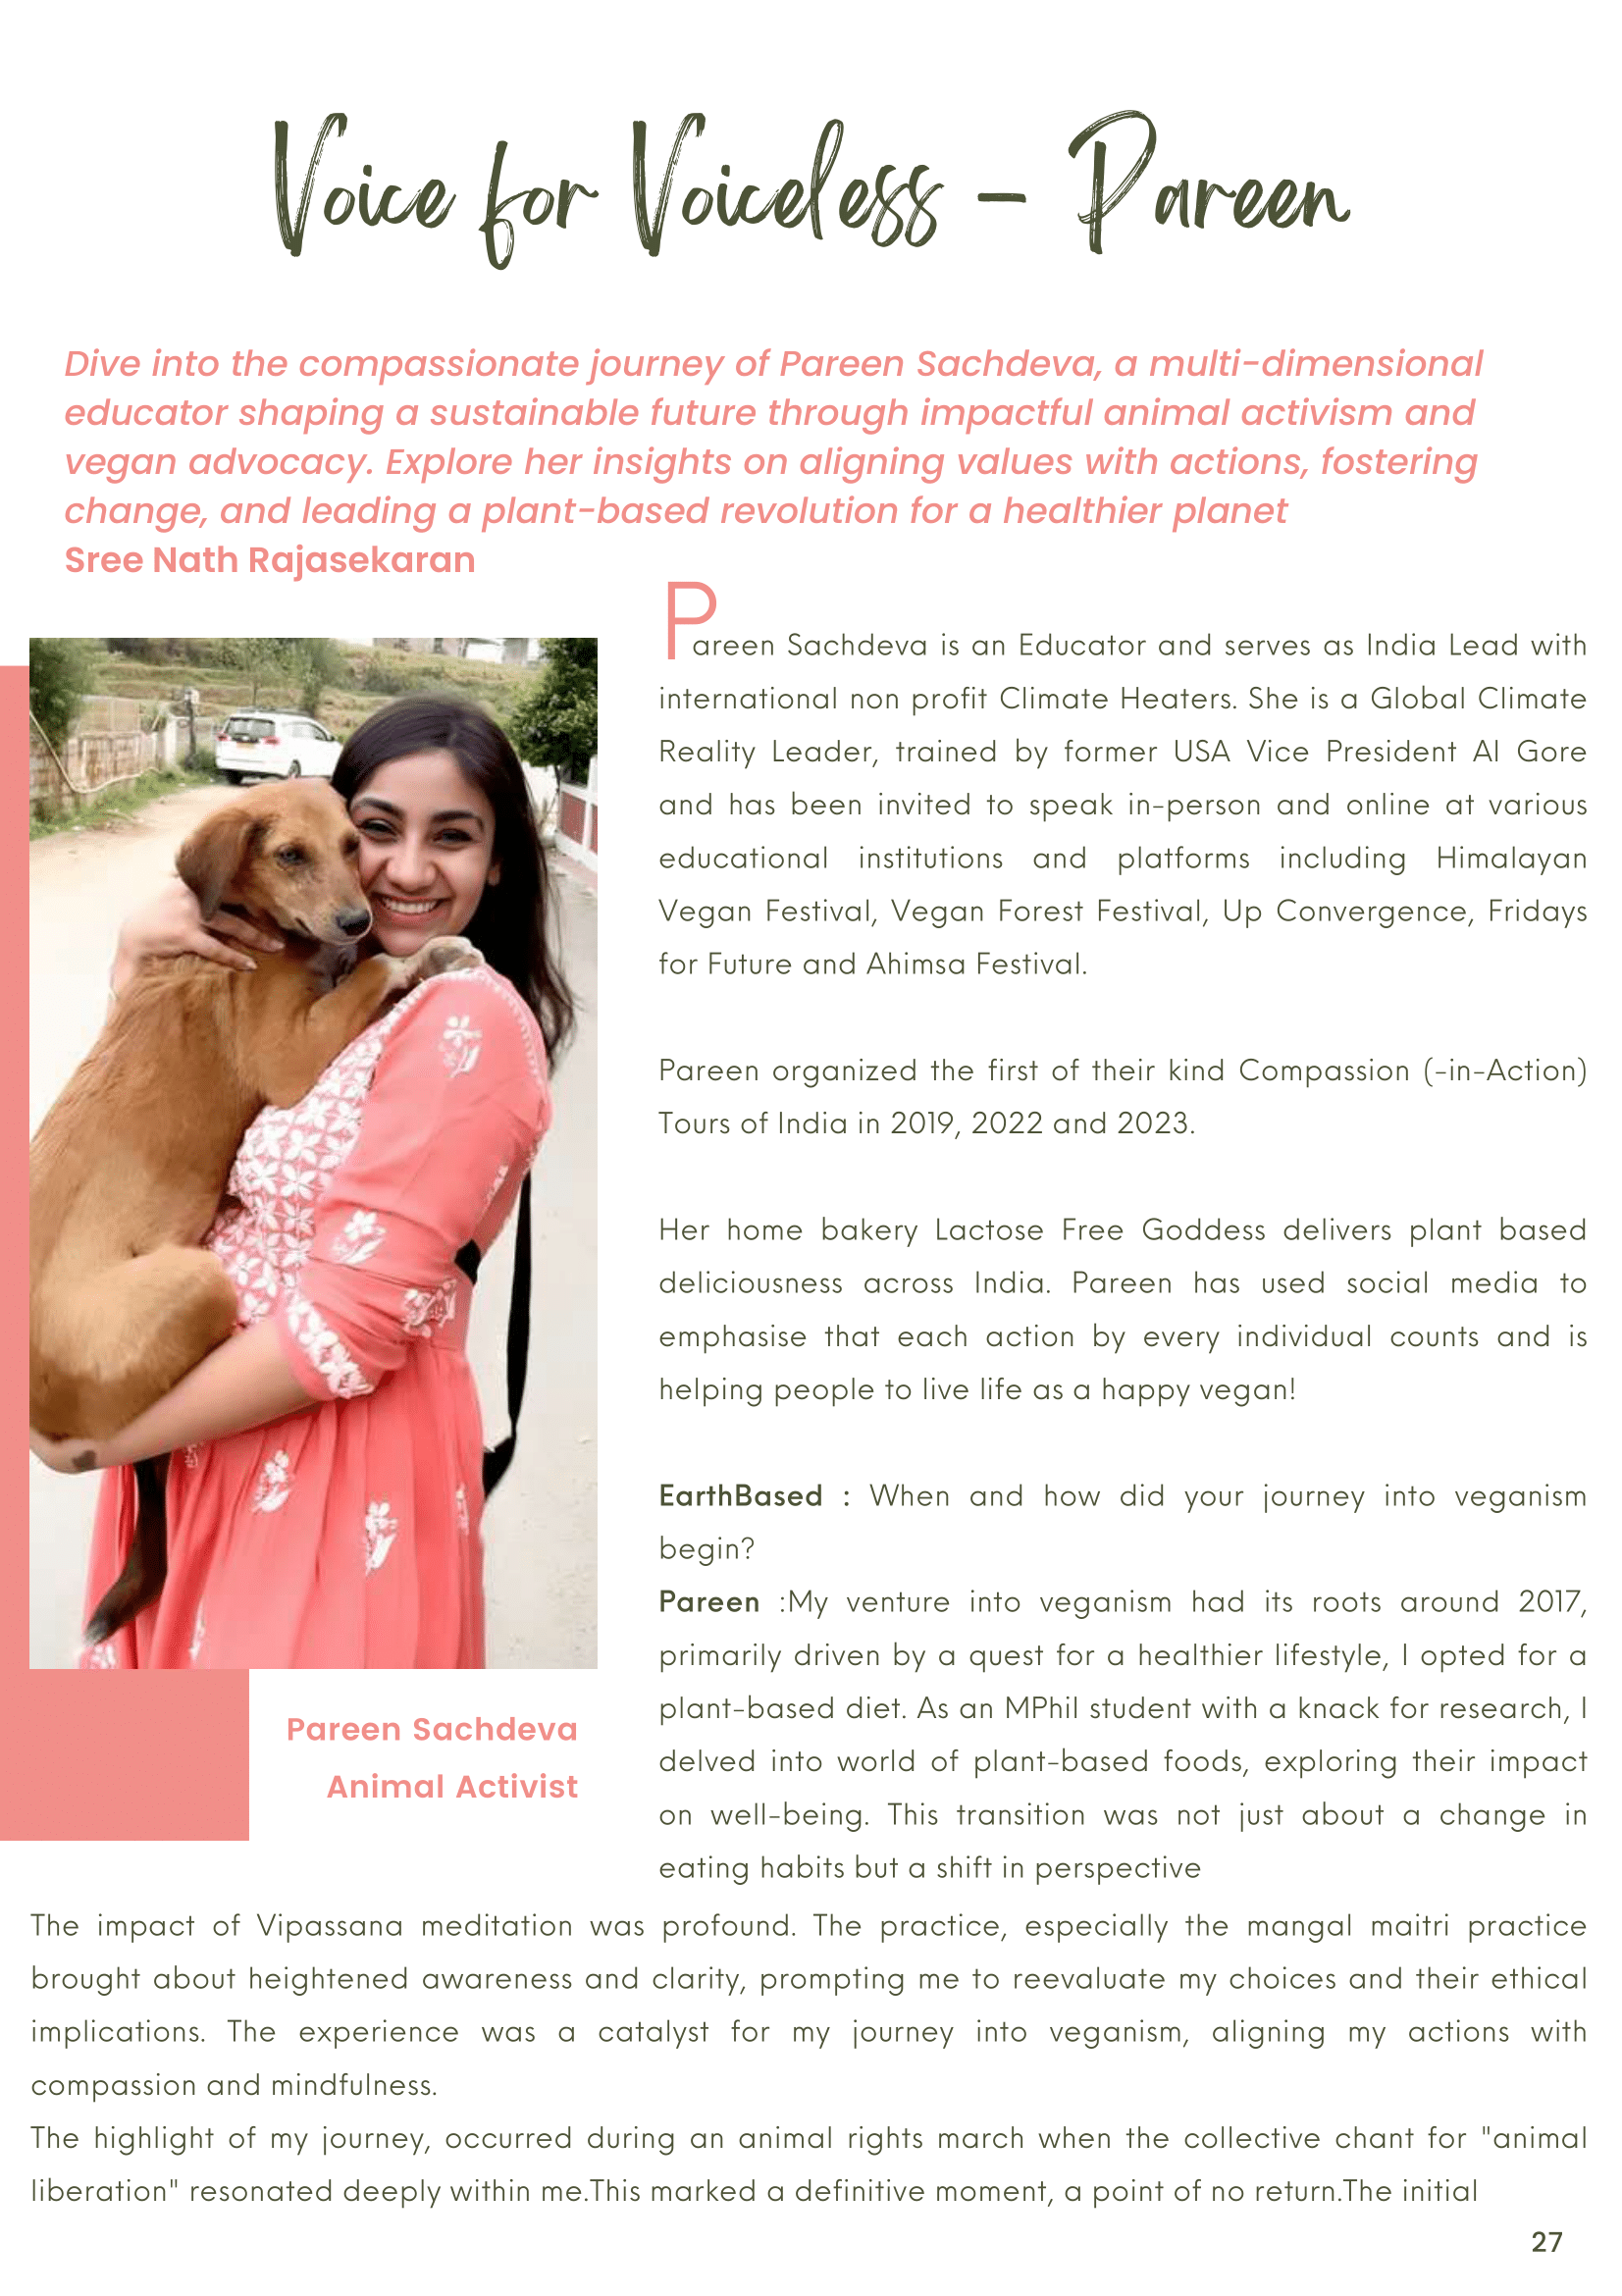 Voice for Voiceless - Pareen
Dive into the compassionate journey of Pareen Sachdeva, a multi-dimensional
educator shaping a sustainable future through impactful animal activism and
vegan advocacy. Explore her insights on aligning values with actions, fostering
change, and leading a plant-based revolution for a healthier planet
Sree Nath Rajasekaran
Pareen Sachdeva is an Educator and serves as India Lead with
international non profit Climate Heaters. She is a Global Climate
Reality Leader, trained by former USA Vice President Al Gore
and has been invited to speak in-person and online at various
educational institutions and platforms including Himalayan
Vegan Festival, Vegan Forest Festival, Up Convergence, Fridays
for Future and Ahimsa Festival.
Pareen organized the first of their kind Compassion (-in-Action)
Tours of India in 2019, 2022 and 2023.
Her home bakery Lactose Free Goddess delivers plant based
deliciousness across India. Pareen has used social media to
emphasise that each action by every individual counts and is
helping people to live life as a happy vegan!
EarthBased : When and how did your journey into veganism
begin?
Pareen :My venture into veganism had its roots around 2017,
primarily driven by a quest for a healthier lifestyle, I opted for a
plant-based diet. As an MPhil student with a knack for research, I
delved into world of plant-based foods, exploring their impact
on well-being. This transition was not just about a change in
eating habits but a shift in perspective
Pareen Sachdeva
Animal Activist
The impact of Vipassana meditation was profound. The practice, especially the mangal maitri practice
brought about heightened awareness and clarity, prompting me to reevaluate my choices and their ethical
implications. The experience was a catalyst for my journey into veganism, aligning my actions with
compassion and mindfulness.
The highlight of my journey, occurred during an animal rights march when the collective chant for "animal
liberation" resonated deeply within me.This marked a definitive moment, a point of no return.The initial
27